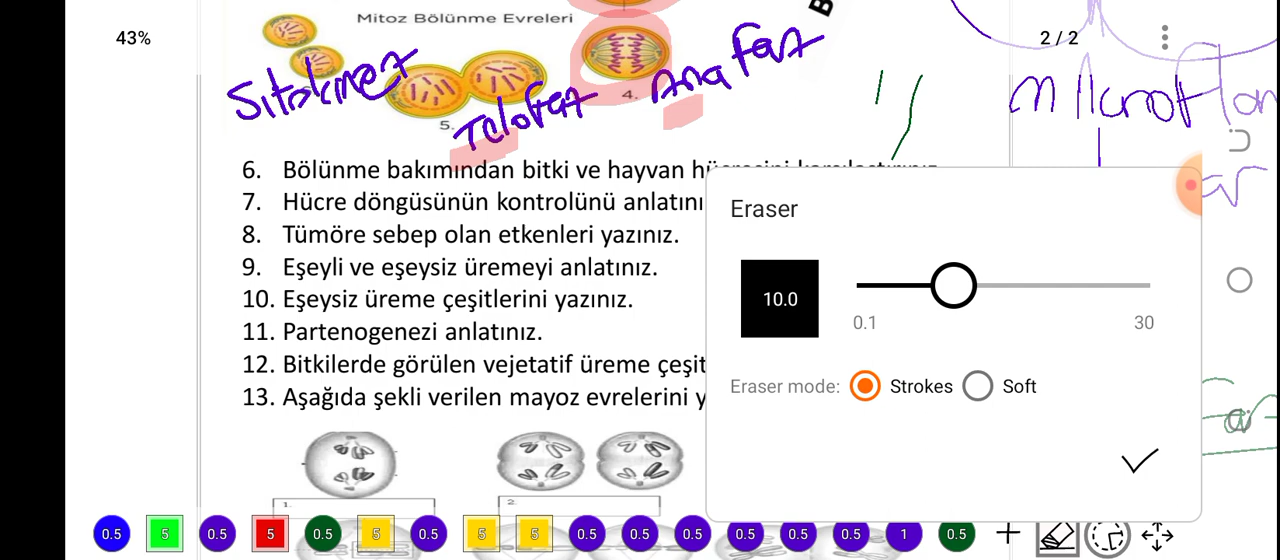 43%
Mitoz Bölünme Evreleri
B
2 / 2
Sitokinez
Telofaz
Anafaz
4.
5.
mikroflan
6. Bölünme bakımından bitki ve hayvan hücresini karşılaştırınız
7. Hücre döngüsünün kontrolünü anlatını
8. Tümöre sebep olan etkenleri yazınız.
9. Eşeyli ve eşeysiz üremeyi anlatınız.
10. Eşeysiz üreme çeşitlerini yazınız.
11. Partenogenezi anlatınız.
12. Bitkilerde görülen vejetatif üreme çeşit
13. Aşağıda şekli verilen mayoz evrelerini y
Eraser
10.0
0.1 30
Eraser mode: Strokes Soft
1. 2.
0.5 5 0.5 5 0.5 5 0.5 5 5 0.5 0.5 0.5 0.5 0.5 0.5 1 0.5